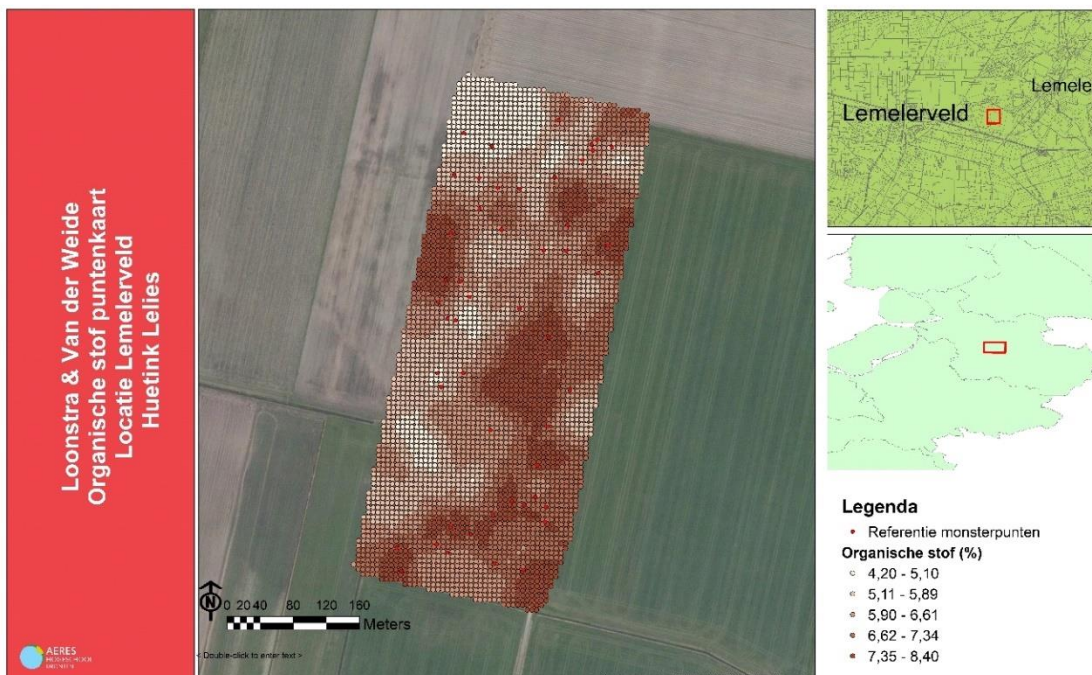 Loonstra & Van der Weide
Organische stof puntenkaart
Locatie Lemelerveld
Huetink Lelies
AERES
HOGESCHOOL
DRONTEN
N
0 20 40 80 120 160
Meters
< Double-click to enter text >
Lemele
Lemelerveld
Legenda
Referentie monsterpunten
Organische stof (%)
4,20 - 5,10
5,11 - 5,89
5,90 - 6,61
6,62 - 7,34
7,35 - 8,40